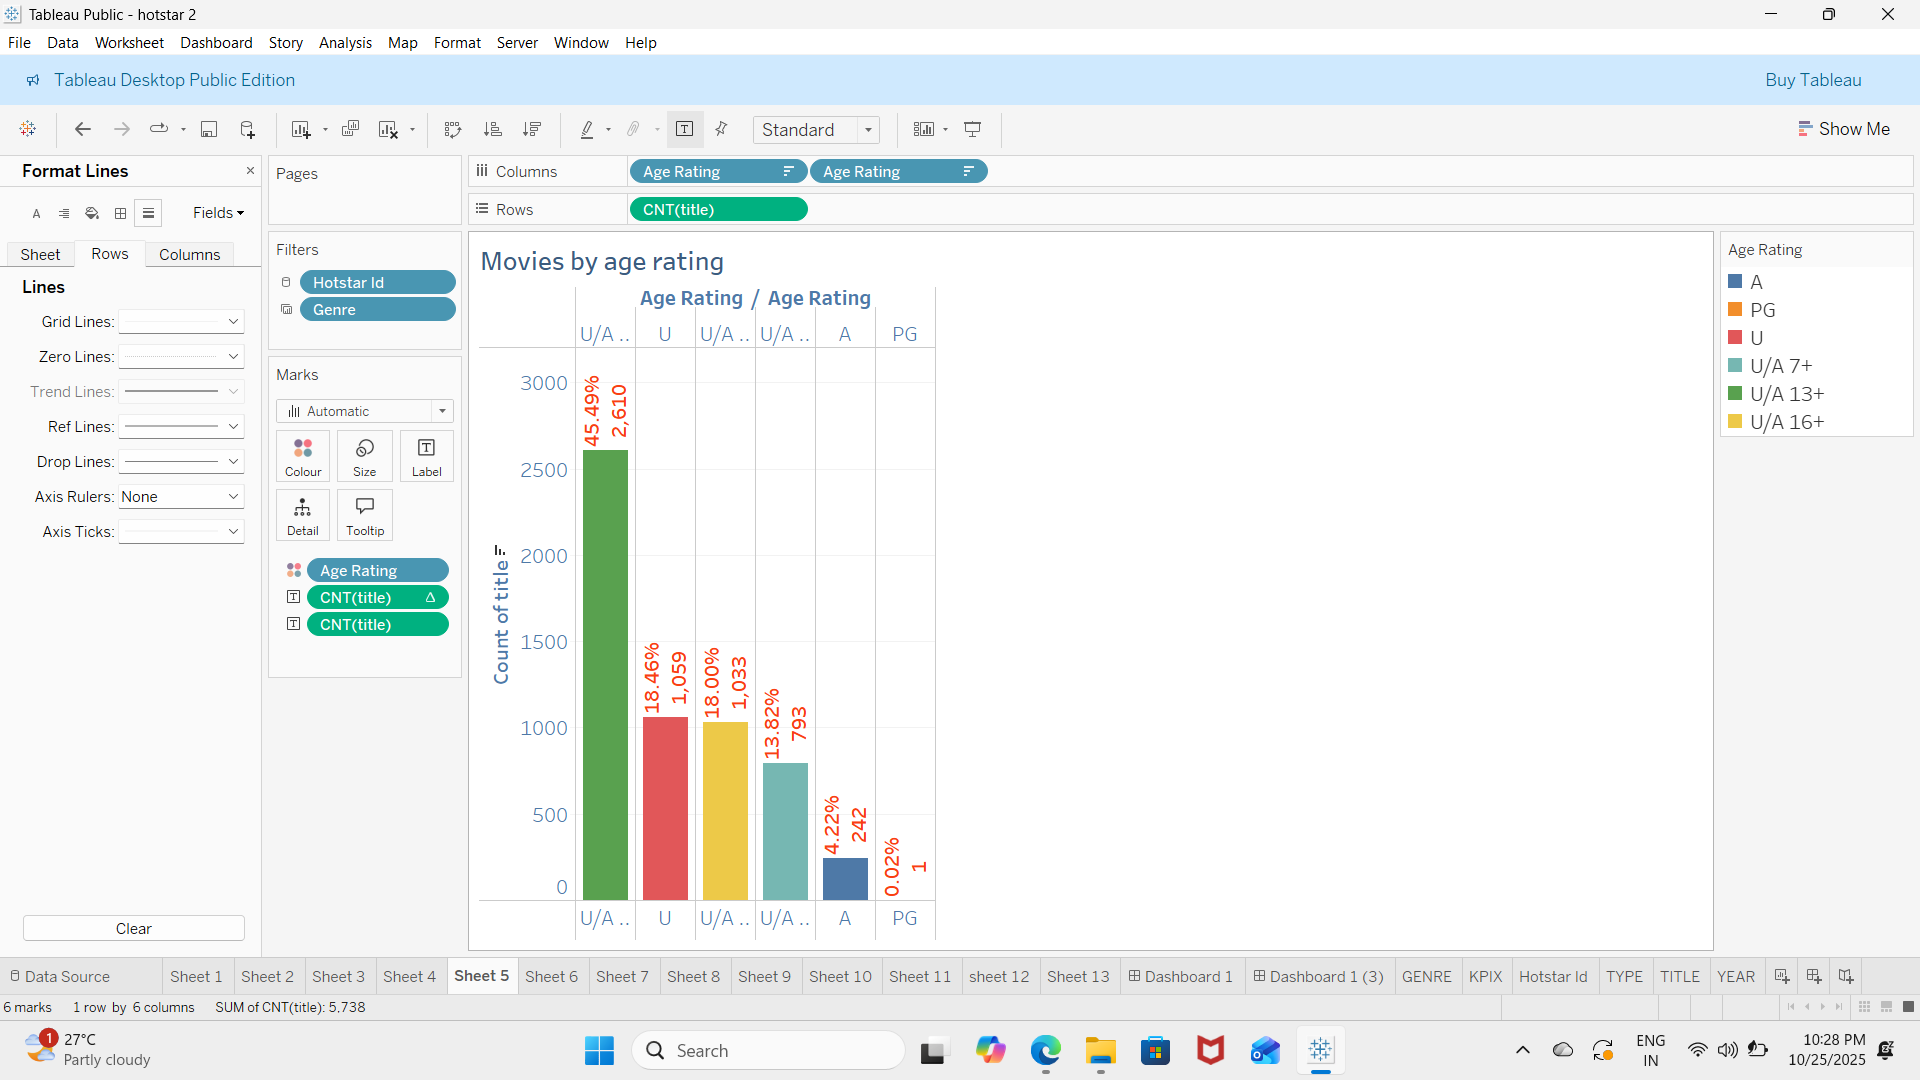 Tableau Public - hotstar 2
File Data Worksheet Dashboard Story Analysis Map Format Server Window Help
Tableau Desktop Public Edition
Buy Tableau
Standard
Show Me
Format Lines
Fields
Sheet Rows Columns
Lines
Grid Lines:
Zero Lines:
Trend Lines:
Ref Lines:
Drop Lines:
Axis Rulers: None
Axis Ticks:
Clear
Pages
Filters
Hotstar Id
Genre
Marks
Automatic
Colour Size Label
Detail Tooltip
Age Rating
CNT(title)
CNT(title)
Columns Age Rating Age Rating
Rows CNT(title)
Movies by age rating
Age Rating / Age Rating
U/A .. U U/A .. U/A .. A PG
Count of title
3000
2500
2000
1500
1000
500
0
45.49%
2,610
18.46%
1,059
18.00%
1,033
13.82%
793
4.22%
242
0.02%
1
U/A .. U U/A .. U/A .. A PG
Age Rating
A
PG
U
U/A 7+
U/A 13+
U/A 16+
Data Source Sheet 1 Sheet 2 Sheet 3 Sheet 4 Sheet 5 Sheet 6 Sheet 7 Sheet 8 Sheet 9 Sheet 10 Sheet 11 sheet 12 Sheet 13 Dashboard 1 Dashboard 1 (3) GENRE KPIX Hotstar Id TYPE TITLE YEAR
6 marks 1 row by 6 columns SUM of CNT(title): 5,738
1
27°C
Partly cloudy
Search
ENG
IN
10:28 PM
10/25/2025